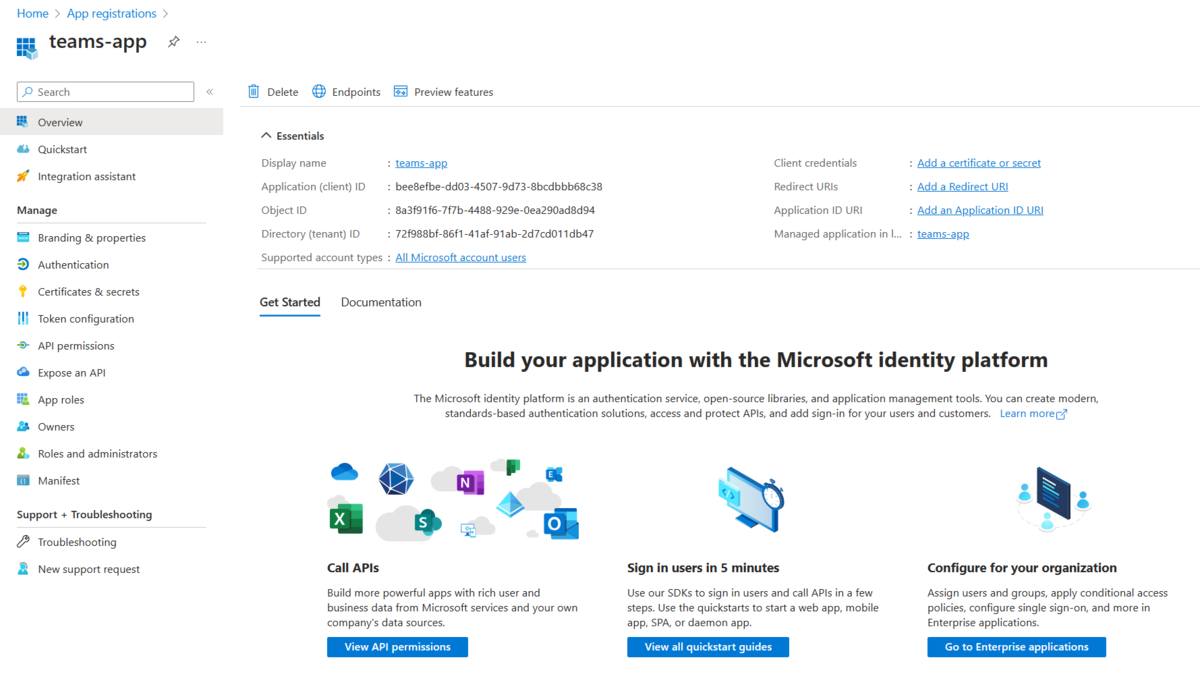 Home > App registrations >
teams-app
Search
Overview
Quickstart
Integration assistant
Manage
Branding & properties
Authentication
Certificates & secrets
Token configuration
API permissions
Expose an API
App roles
Owners
Roles and administrators
Manifest
Support + Troubleshooting
Troubleshooting
New support request
Delete Endpoints Preview features
Essentials
Display name : teams-app
Application (client) ID : bee8efbe-dd03-4507-9d73-8bcdbbb68c38
Object ID : 8a3f91f6-7f7b-4488-929e-0ea290ad8d94
Directory (tenant) ID : 72f988bf-86f1-41af-91ab-2d7cd011db47
Supported account types : All Microsoft account users
Client credentials : Add a certificate or secret
Redirect URIs : Add a Redirect URI
Application ID URI : Add an Application ID URI
Managed application in l... : teams-app
Get Started Documentation
Build your application with the Microsoft identity platform
The Microsoft identity platform is an authentication service, open-source libraries, and application management tools. You can create modern,
standards-based authentication solutions, access and protect APIs, and add sign-in for your users and customers. Learn more
N
E
X
S
O
Call APIs
Build more powerful apps with rich user and
business data from Microsoft services and your own
company's data sources.
View API permissions
Sign in users in 5 minutes
Use our SDKs to sign in users and call APIs in a few
steps. Use the quickstarts to start a web app, mobile
app, SPA, or daemon app.
View all quickstart guides
Configure for your organization
Assign users and groups, apply conditional access
policies, configure single sign-on, and more in
Enterprise applications.
Go to Enterprise applications